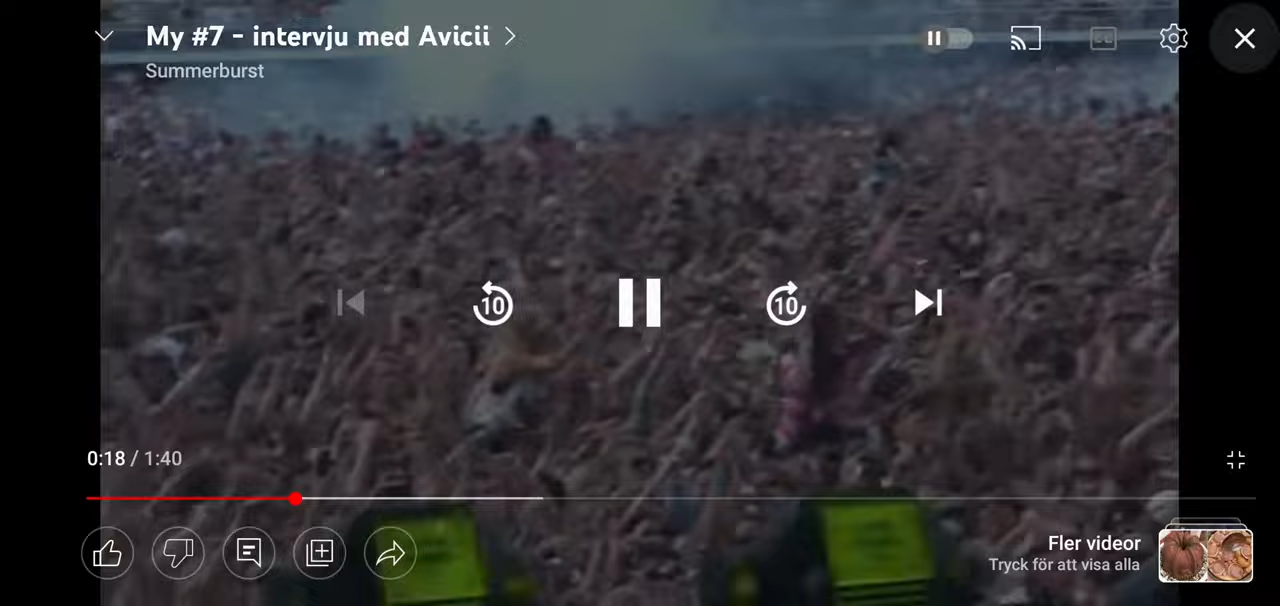 My #7 - intervju med Avicii
Summerburst
CC
10
10
0:18 / 1:40
Fler videor
Tryck för att visa alla